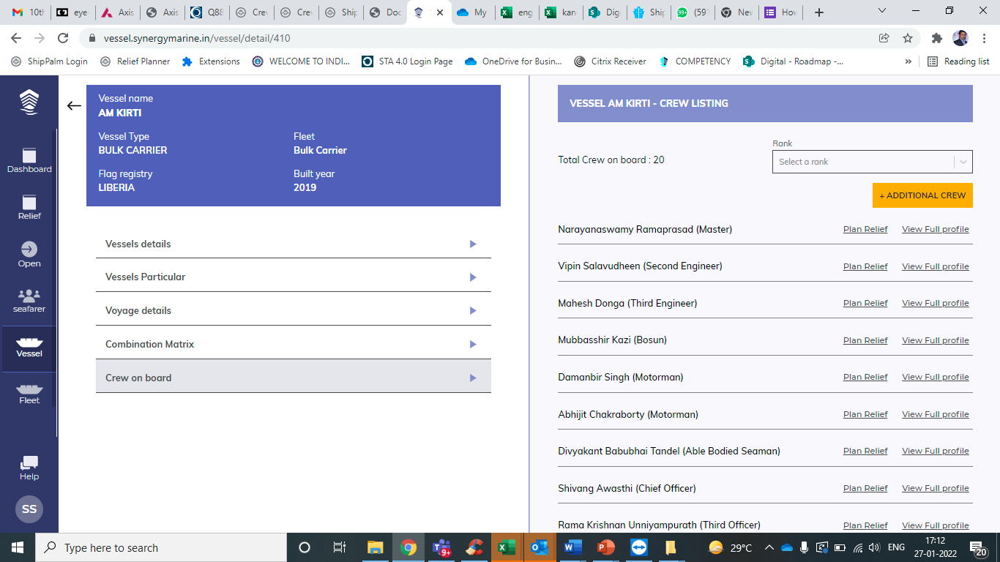 10th
eye-
Axis
Axis
Q88
Crev
Crev
Ship
Doc
My
eng
kan
Digi
Ship
(59)
Nev
Hov
vessel.synergymarine.in/vessel/detail/410
ShipPalm Login
Relief Planner
Extensions
WELCOME TO INDI...
STA 4.0 Login Page
OneDrive for Busin...
Citrix Receiver
COMPETENCY
Digital - Roadmap -...
»
Reading list
Dashboard
Relief
Open
seafarer
Vessel
Fleet
Help
SS
Vessel name
AM KIRTI
Vessel Type
Fleet
BULK CARRIER
Bulk Carrier
Flag registry
Built year
LIBERIA
2019
Vessels details
Vessels Particular
Voyage details
Combination Matrix
Crew on board
VESSEL AM KIRTI - CREW LISTING
Rank
Total Crew on board : 20
Select a rank
+ ADDITIONAL CREW
Narayanaswamy Ramaprasad (Master) Plan Relief View Full profile
Vipin Salavudheen (Second Engineer) Plan Relief View Full profile
Mahesh Donga (Third Engineer) Plan Relief View Full profile
Mubbasshir Kazi (Bosun) Plan Relief View Full profile
Damanbir Singh (Motorman) Plan Relief View Full profile
Abhijit Chakraborty (Motorman) Plan Relief View Full profile
Divyakant Babubhai Tandel (Able Bodied Seaman) Plan Relief View Full profile
Shivang Awasthi (Chief Officer) Plan Relief View Full profile
Rama Krishnan Unniyampurath (Third Officer) Plan Relief View Full profile
Type here to search
9+
29°C
ENG
17:12
27-01-2022
20